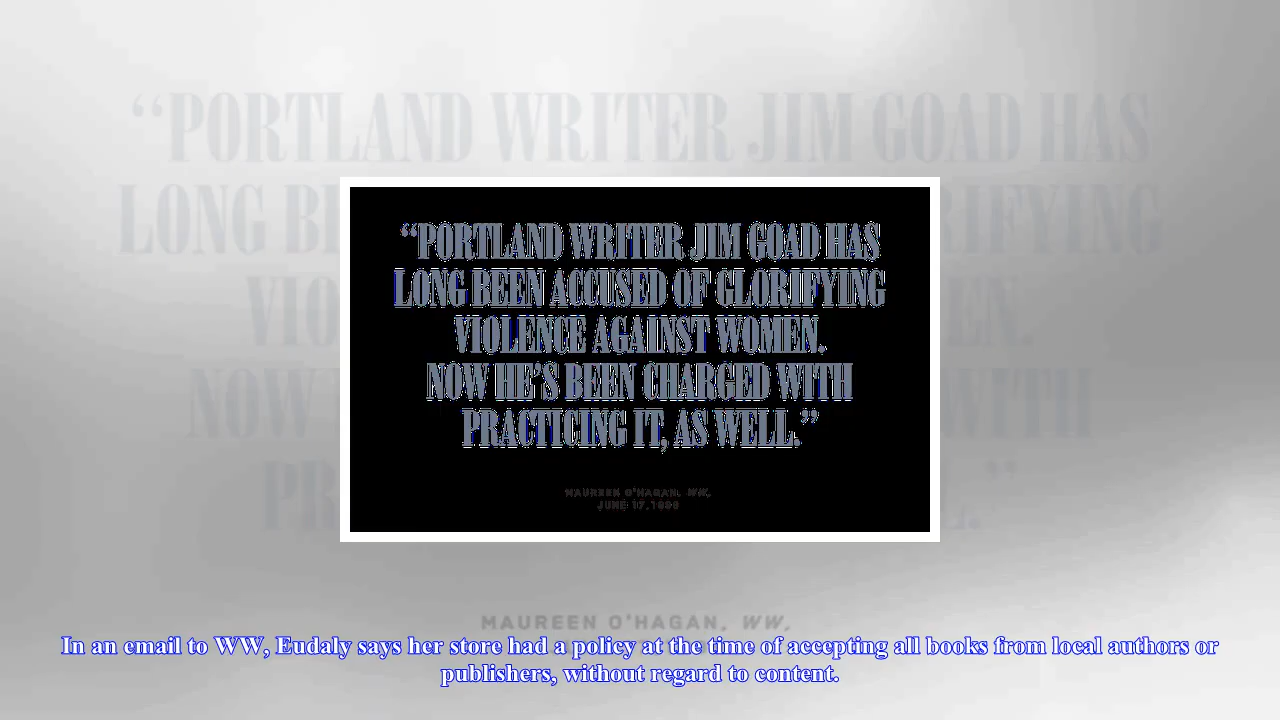 “PORTLAND WRITER JIM GOAD HAS
LONG BEEN ACCUSED OF GLORIFYING
VIOLENCE AGAINST WOMEN.
NOW HE’S BEEN CHARGED WITH
PRACTICING IT, AS WELL.”
MAUREEN O'HAGAN, WW,
JUNE 17, 1998
In an email to WW, Eudaly says her store had a policy at the time of accepting all books from local authors or
publishers, without regard to content.